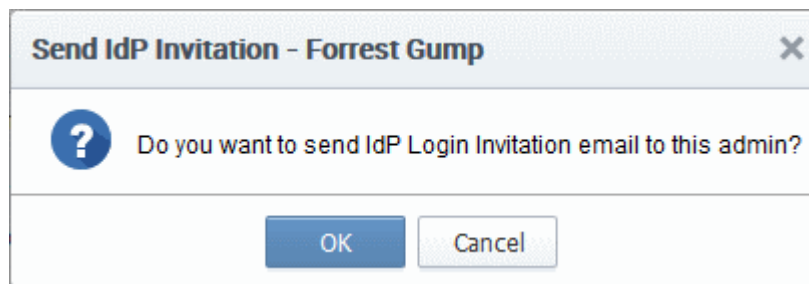 Send IdP Invitation - Forrest Gump
Do you want to send IdP Login Invitation email to this admin?
OK
Cancel